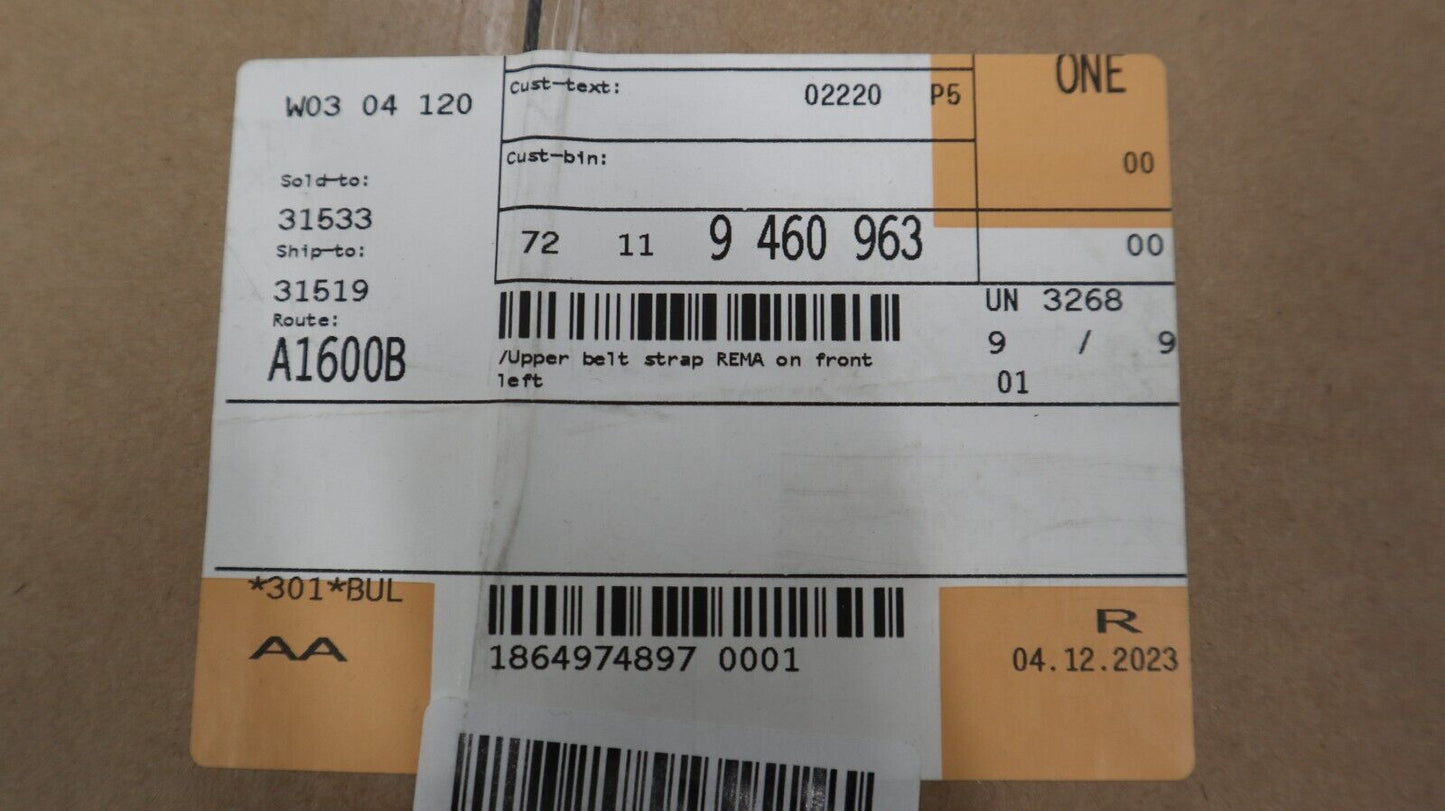 W03 04 120
Cust-text: 02220 P5
ONE
Cust-bin:
00
Sold-to:
31533
Ship-to:
31519
Route:
A1600B
72 11 9 460 963
00
/Upper belt strap REMA on front
left
UN 3268
9 / 9
01
*301*BUL
AA
1864974897 0001
R
04.12.2023